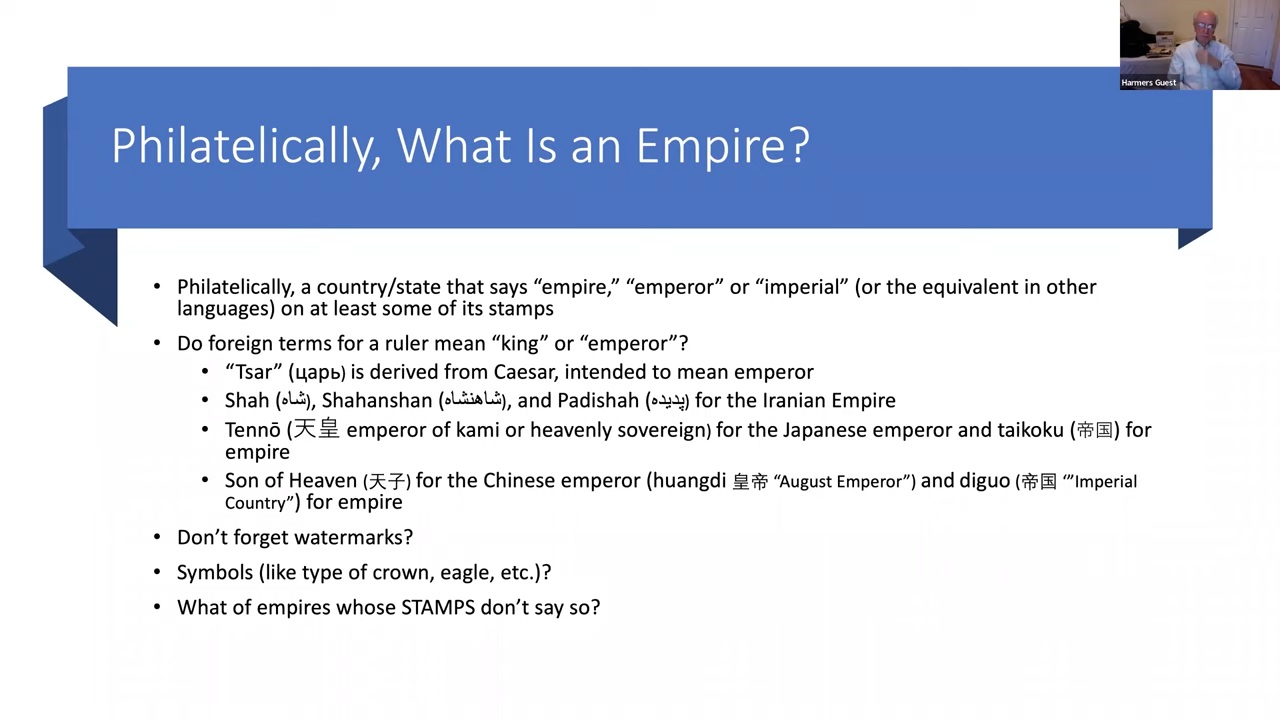 Harmers Guest
Philatelically, What Is an Empire?
• Philatelically, a country/state that says “empire,” “emperor” or “imperial” (or the equivalent in other
languages) on at least some of its stamps
• Do foreign terms for a ruler mean “king” or “emperor”?
• “Tsar” (царь) is derived from Caesar, intended to mean emperor
• Shah (شاه), Shahanshan (شاهنشاه), and Padishah (پدیده) for the Iranian Empire
• Tennō (天皇 emperor of kami or heavenly sovereign) for the Japanese emperor and taikoku (帝国) for
empire
• Son of Heaven (天子) for the Chinese emperor (huangdi 皇帝 “August Emperor”) and diguo (帝国 “”Imperial
Country”) for empire
• Don’t forget watermarks?
• Symbols (like type of crown, eagle, etc.)?
• What of empires whose STAMPS don’t say so?